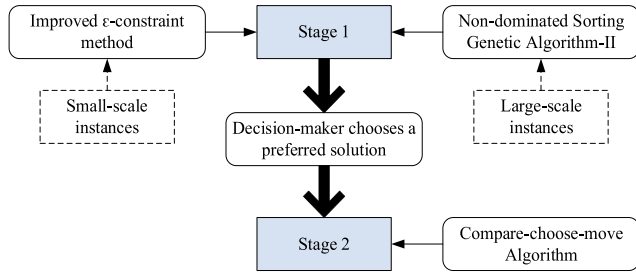 Improved ε-constraint
method
Stage 1
Non-dominated Sorting
Genetic Algorithm-II
Small-scale
instances
Large-scale
instances
Decision-maker chooses a
preferred solution
Stage 2
Compare-choose-move
Algorithm